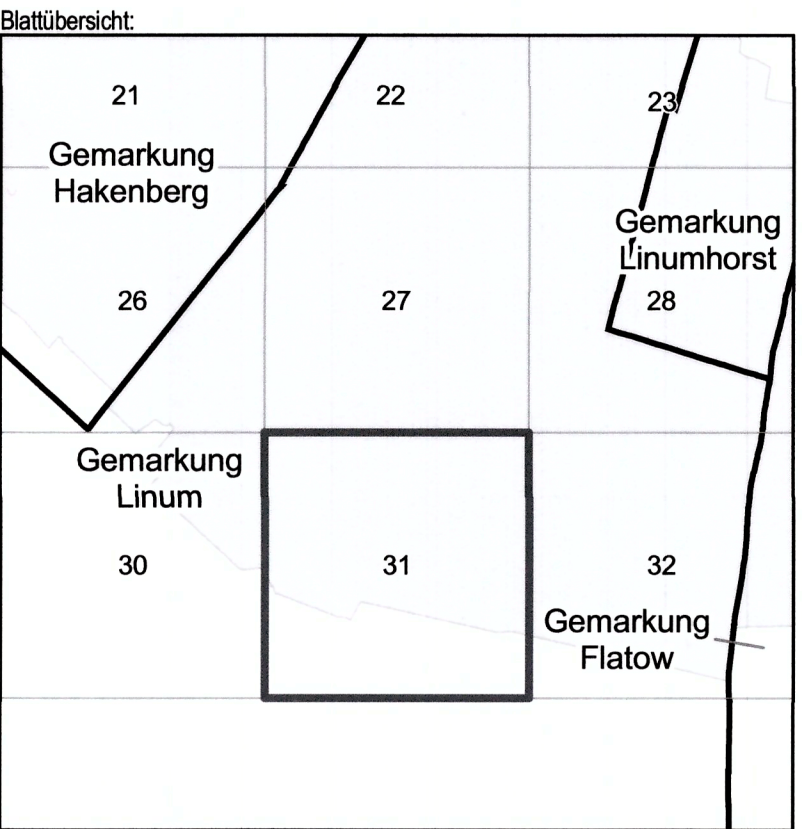 Blattübersicht:
21
22
23
Gemarkung
Hakenberg
Gemarkung
Linumhorst
26
27
28
Gemarkung
Linum
30
31
32
Gemarkung
Flatow